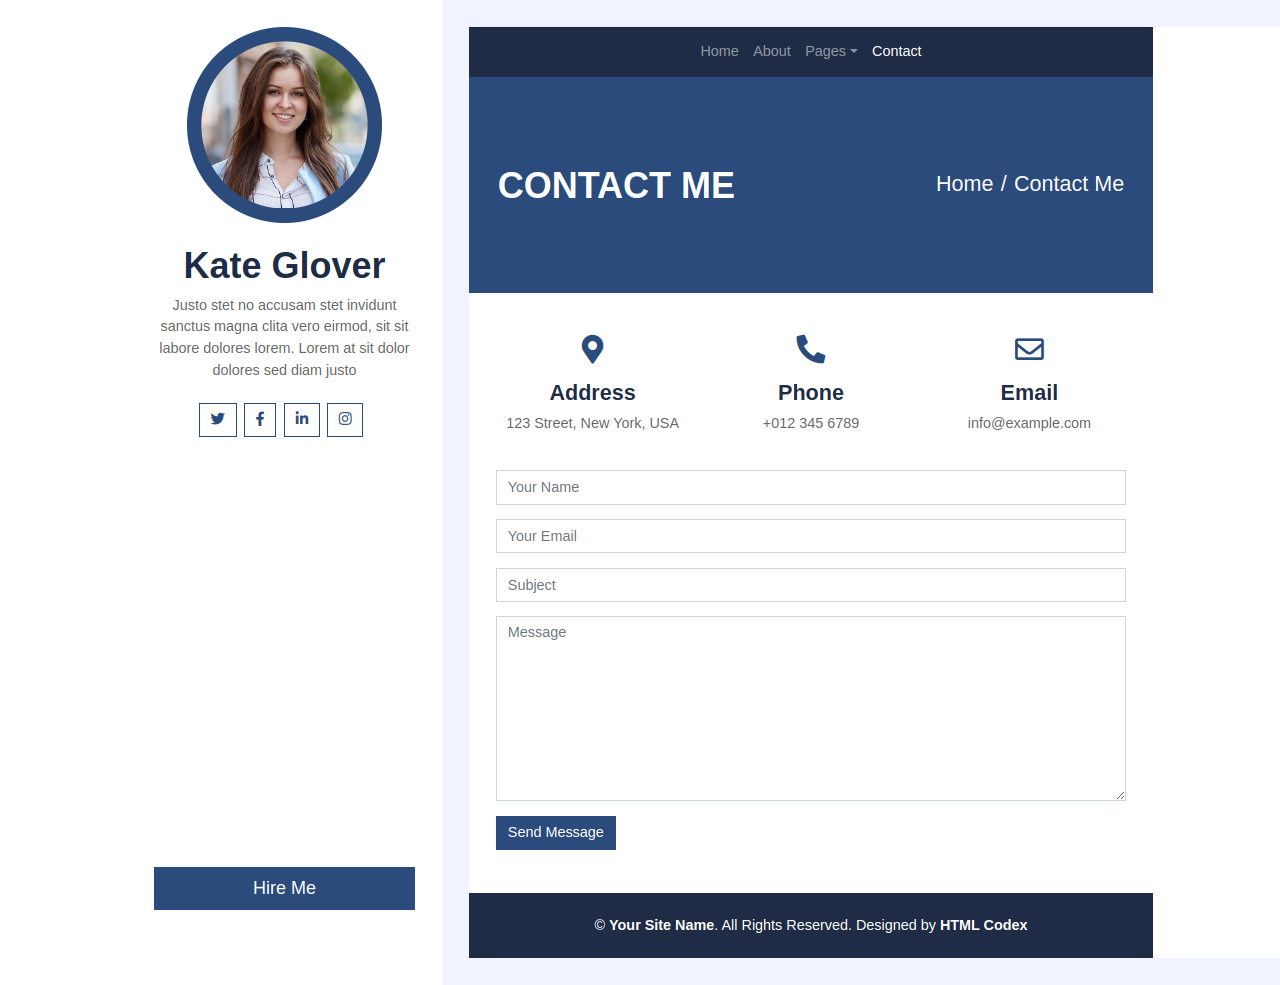 Kate Glover
Justo stet no accusam stet invidunt
sanctus magna clita vero eirmod, sit sit
labore dolores lorem. Lorem at sit dolor
dolores sed diam justo
Hire Me
Home About Pages Contact
CONTACT ME
Home / Contact Me
Address
123 Street, New York, USA
Phone
+012 345 6789
Email
info@example.com
Your Name
Your Email
Subject
Message
Send Message
© Your Site Name. All Rights Reserved. Designed by HTML Codex